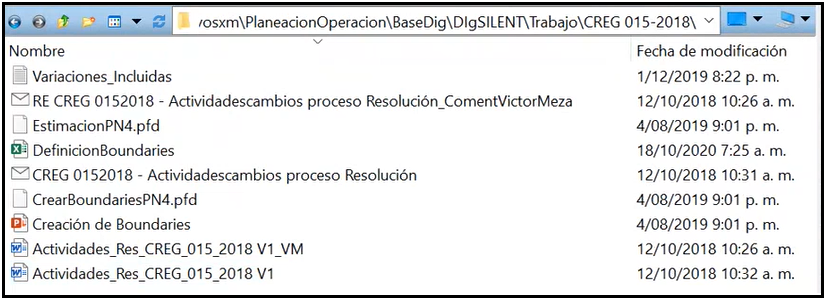 vosxm\PlaneacionOperacion\BaseDig\DIgSILENT\Trabajo\CREG 015-2018\
Nombre Fecha de modificación
Variaciones_Incluidas 1/12/2019 8:22 p. m.
RE CREG 0152018 - Actividadescambios proceso Resolución_ComentVictorMeza 12/10/2018 10:26 a. m.
EstimacionPN4.pfd 4/08/2019 9:01 p. m.
DefinicionBoundaries 18/10/2020 7:25 a. m.
CREG 0152018 - Actividadescambios proceso Resolución 12/10/2018 10:31 a. m.
CrearBoundariesPN4.pfd 4/08/2019 9:01 p. m.
Creación de Boundaries 4/08/2019 9:01 p. m.
Actividades_Res_CREG_015_2018 V1_VM 12/10/2018 10:26 a. m.
Actividades_Res_CREG_015_2018 V1 12/10/2018 10:32 a. m.